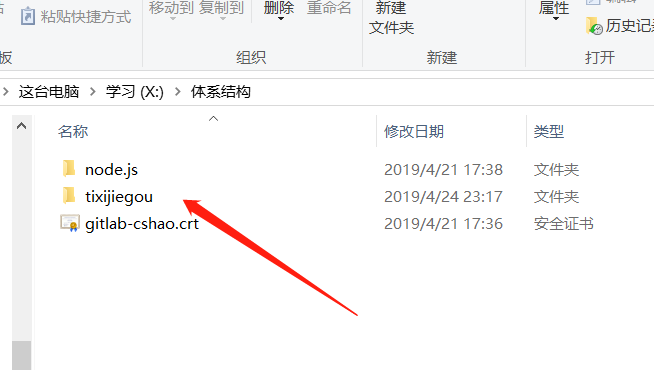 移动到 复制到 删除 重命名 新建 属性
粘贴快捷方式
文件夹
历史记
板 组织 新建 打开
这台电脑 > 学习 (X:) > 体系结构
名称 修改日期 类型
node.js 2019/4/21 17:38 文件夹
tixijiegou 2019/4/24 23:17 文件夹
gitlab-cshao.crt 2019/4/21 17:36 安全证书